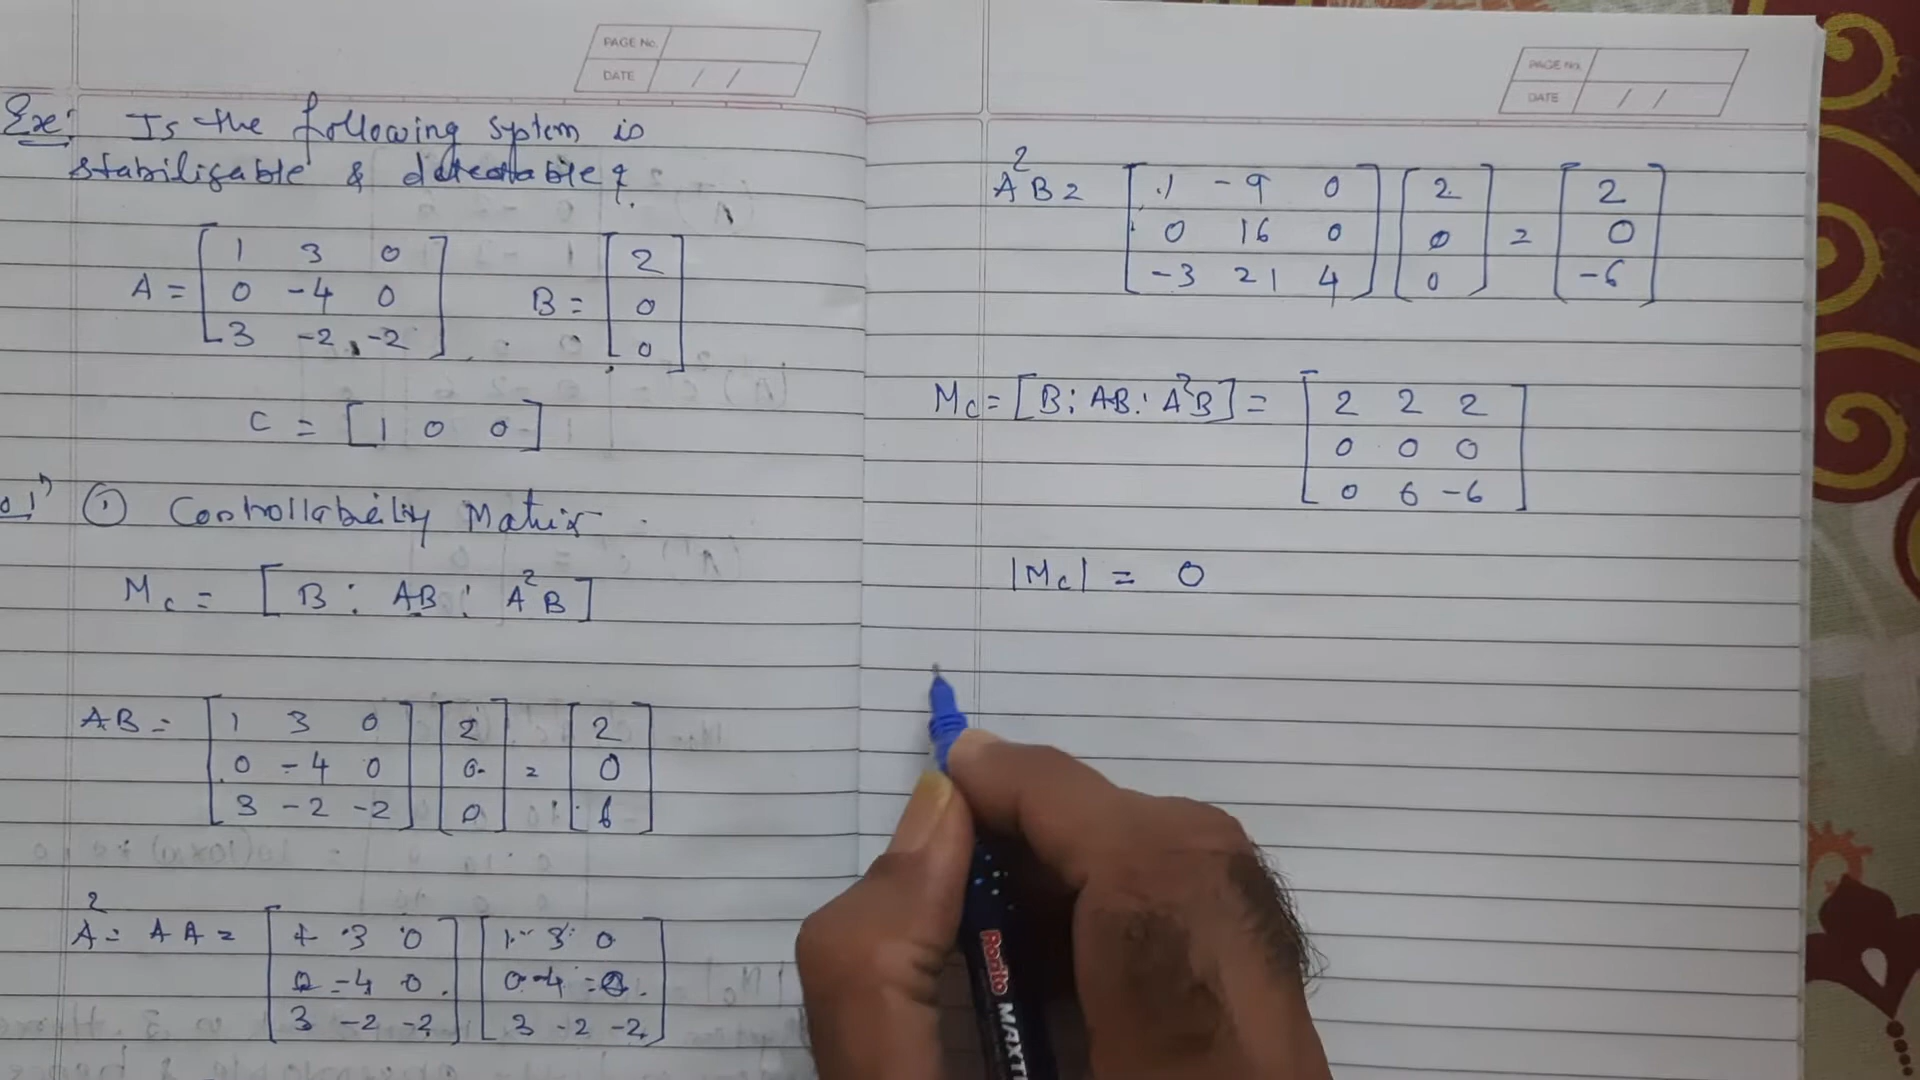 PAGE No.
DATE / /
Ex: Is the following system is
stabilizable & detectable?
A = [ 1 3 0
0 -4 0
3 -2 -2 ]
B = [ 2
0
0 ]
C = [ 1 0 0 ]
① Controllability Matrix
Mc = [ B : AB : A²B ]
AB = [ 1 3 0
0 -4 0
3 -2 -2 ] [ 2
0
0 ] = [ 2
0
6 ]
A² = A A = [ 1 3 0
0 -4 0
3 -2 -2 ] [ 1 3 0
0 -4 0
3 -2 -2 ]
PAGE No.
DATE / /
A²B = [ 1 -9 0
0 16 0
-3 21 4 ] [ 2
0
0 ] = [ 2
0
-6 ]
Mc = [ B : AB : A²B ] = [ 2 2 2
0 0 0
0 6 -6 ]
|Mc| = 0
Rorito MAXT